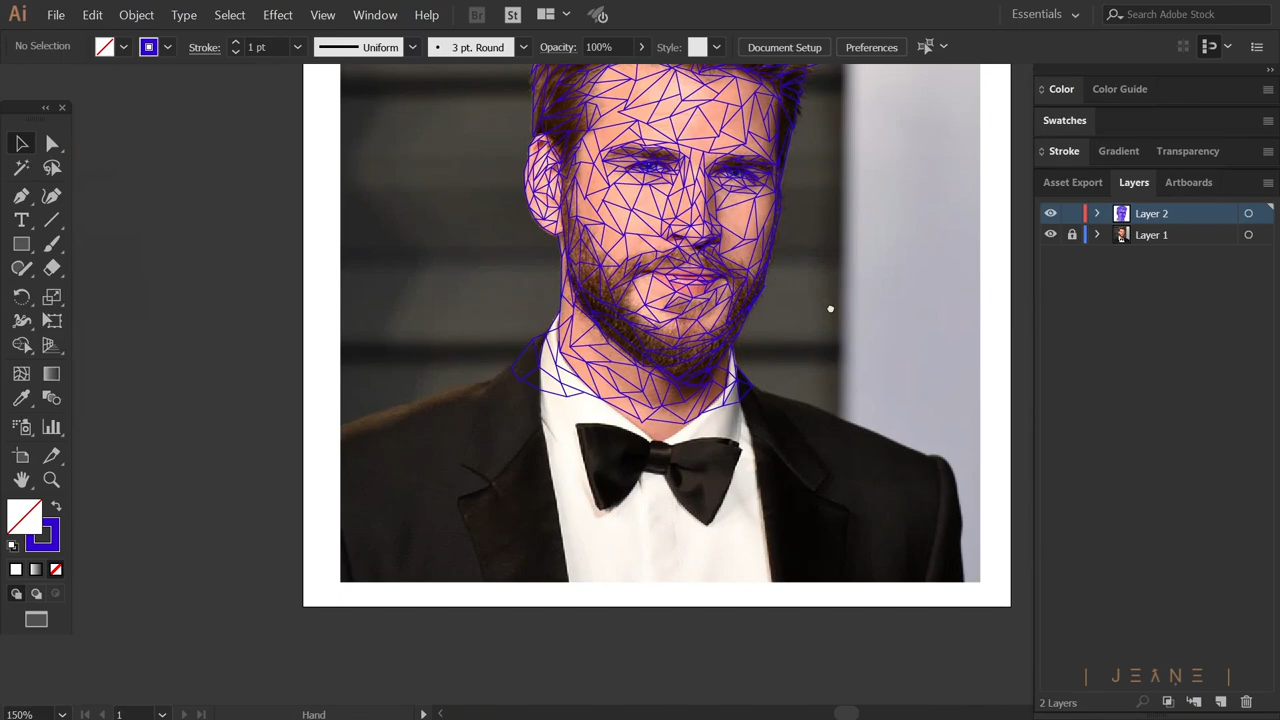 Ai File Edit Object Type Select Effect View Window Help Br St Essentials Search Adobe Stock
No Selection Stroke: 1 pt Uniform 3 pt. Round Opacity: 100% Style: Document Setup Preferences
Color Color Guide
Swatches
Stroke Gradient Transparency
Asset Export Layers Artboards
Layer 2
Layer 1
JEANE
2 Layers
150% 1 Hand